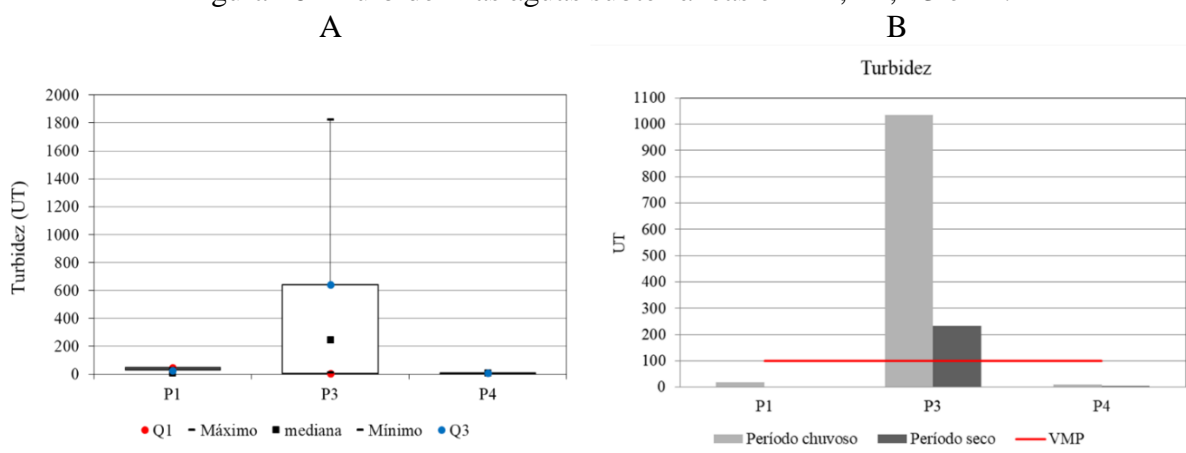 A
B
Turbidez
2000
1800
1600
1400
1200
1000
800
600
400
200
0
Turbidez (UT)
P1 P3 P4
Q1 Máximo mediana Mínimo Q3
1100
1000
900
800
700
600
500
400
300
200
100
0
UT
P1 P3 P4
Período chuvoso Período seco VMP